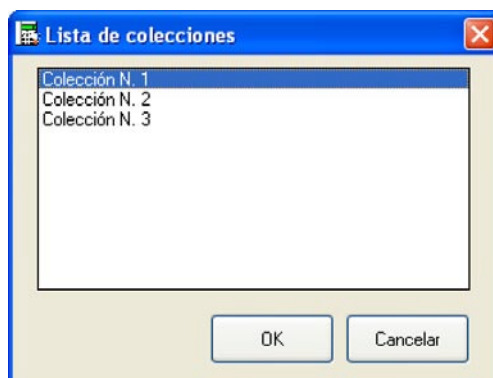 Lista de colecciones
Colección N. 1
Colección N. 2
Colección N. 3
OK
Cancelar